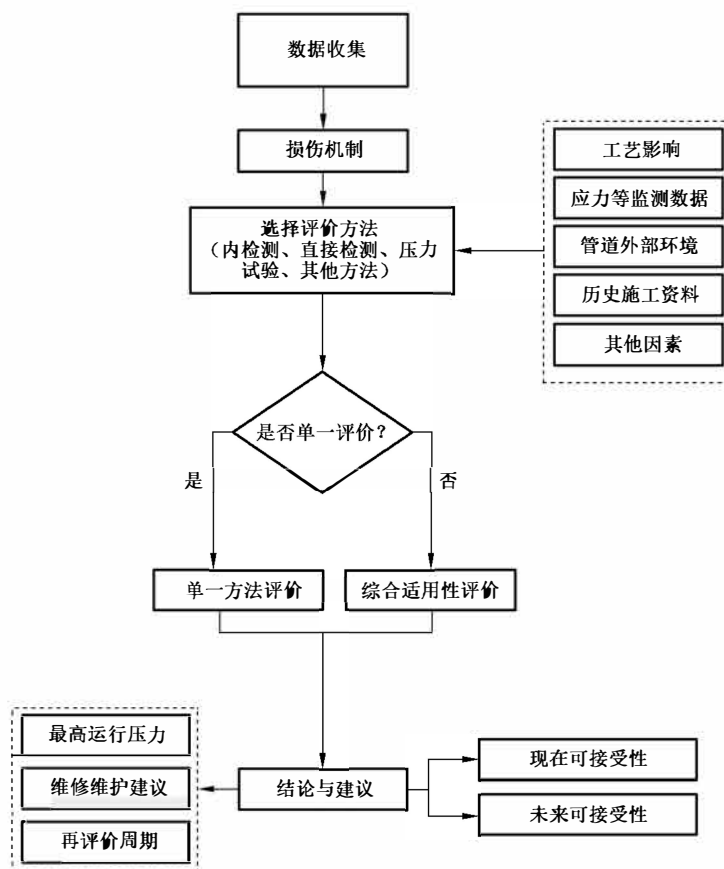 数据收集
损伤机制
选择评价方法
（内检测、直接检测、压力
试验、其他方法）
工艺影响
应力等监测数据
管道外部环境
历史施工资料
其他因素
是否单一评价？
是
否
单一方法评价
综合适用性评价
最高运行压力
维修维护建议
再评价周期
结论与建议
现在可接受性
未来可接受性